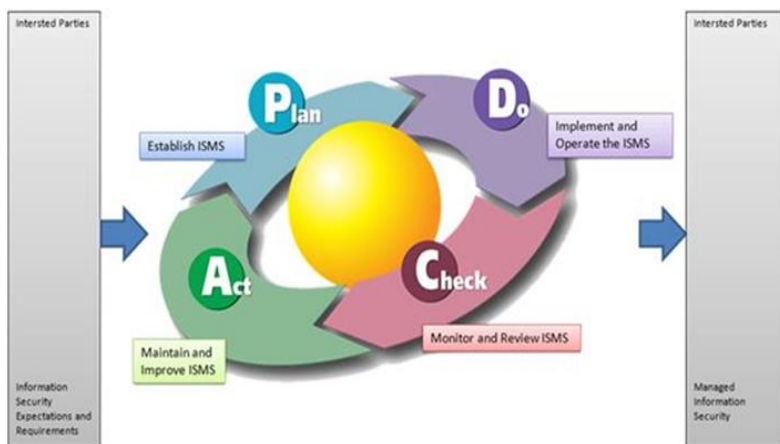 Intersted Parties
Intersted Parties
Plan
Do
Establish ISMS
Implement and
Operate the ISMS
Act
Check
Maintain and
Improve ISMS
Monitor and Review ISMS
Information
Security
Expectations and
Requirements
Managed
Information
Security